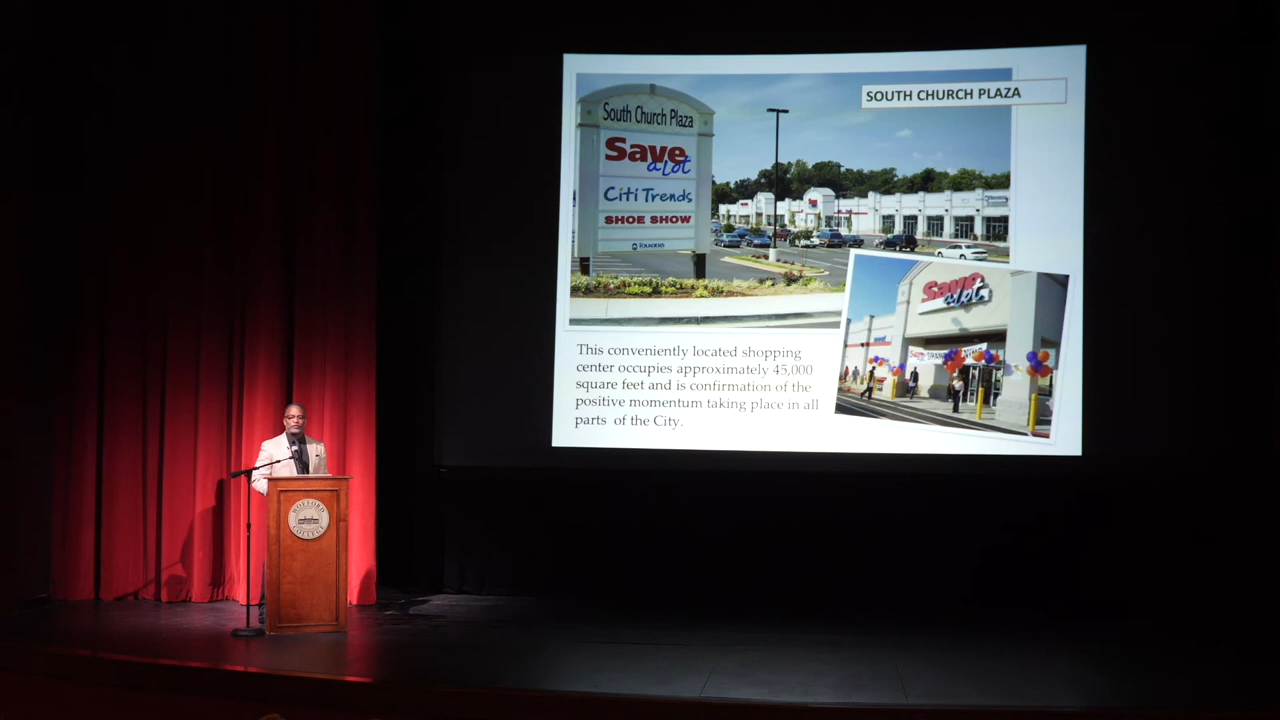 SOUTH CHURCH PLAZA
South Church Plaza
Save
a Lot
Citi Trends
SHOE SHOW
Save
a Lot
This conveniently located shopping
center occupies approximately 45,000
square feet and is confirmation of the
positive momentum taking place in all
parts of the City.
WOFFORD
COLLEGE